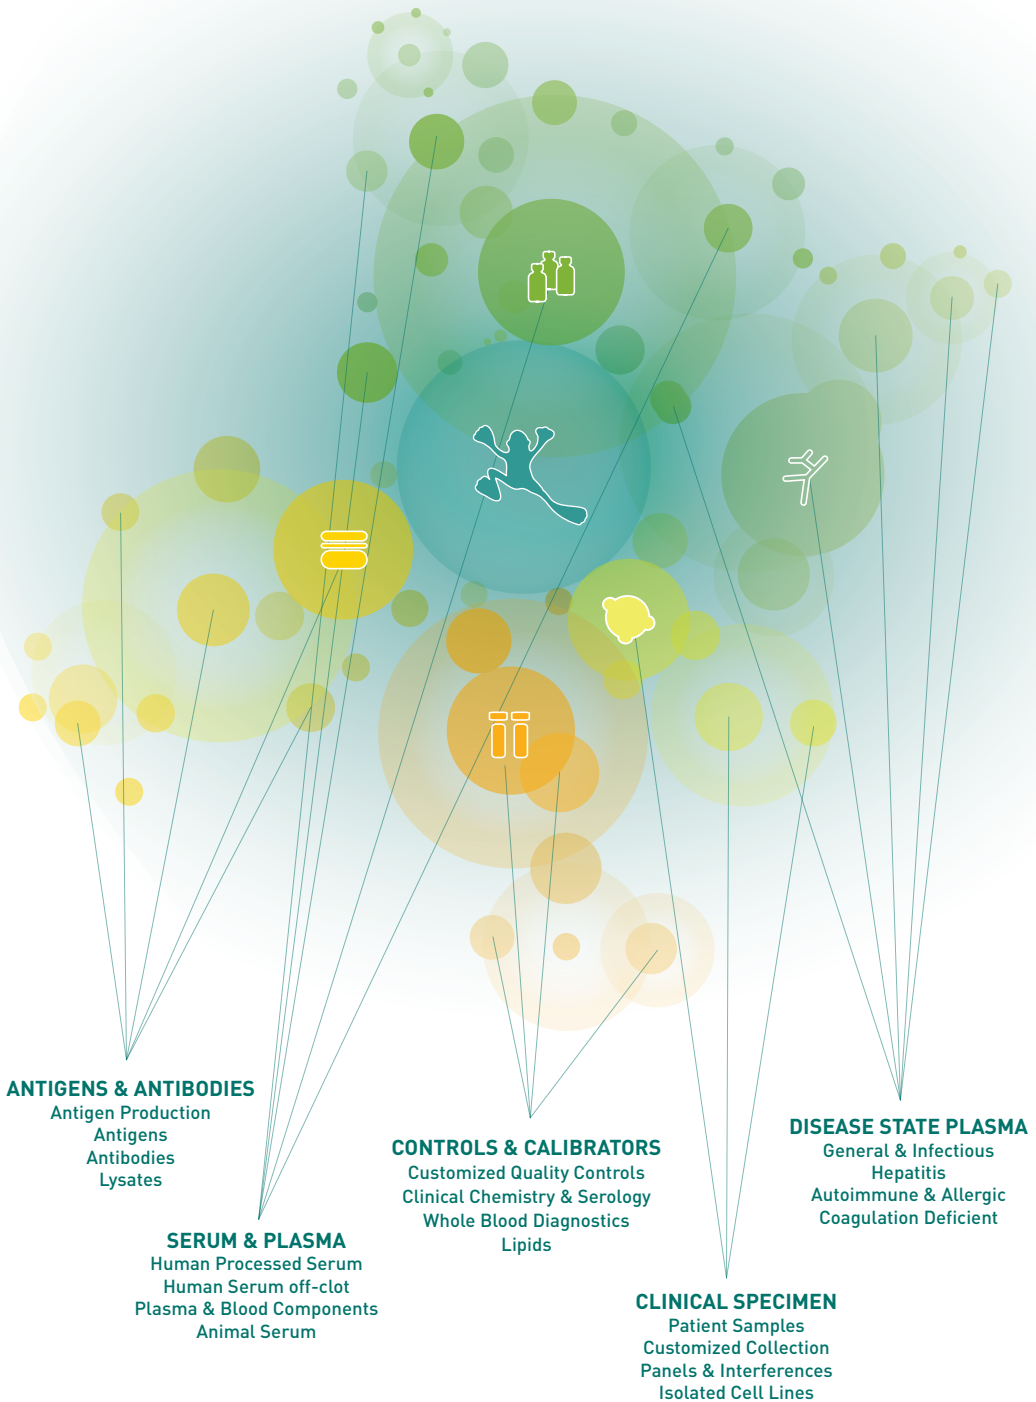 ANTIGENS & ANTIBODIES
Antigen Production
Antigens
Antibodies
Lysates
SERUM & PLASMA
Human Processed Serum
Human Serum off-clot
Plasma & Blood Components
Animal Serum
CONTROLS & CALIBRATORS
Customized Quality Controls
Clinical Chemistry & Serology
Whole Blood Diagnostics
Lipids
CLINICAL SPECIMEN
Patient Samples
Customized Collection
Panels & Interferences
Isolated Cell Lines
DISEASE STATE PLASMA
General & Infectious
Hepatitis
Autoimmune & Allergic
Coagulation Deficient